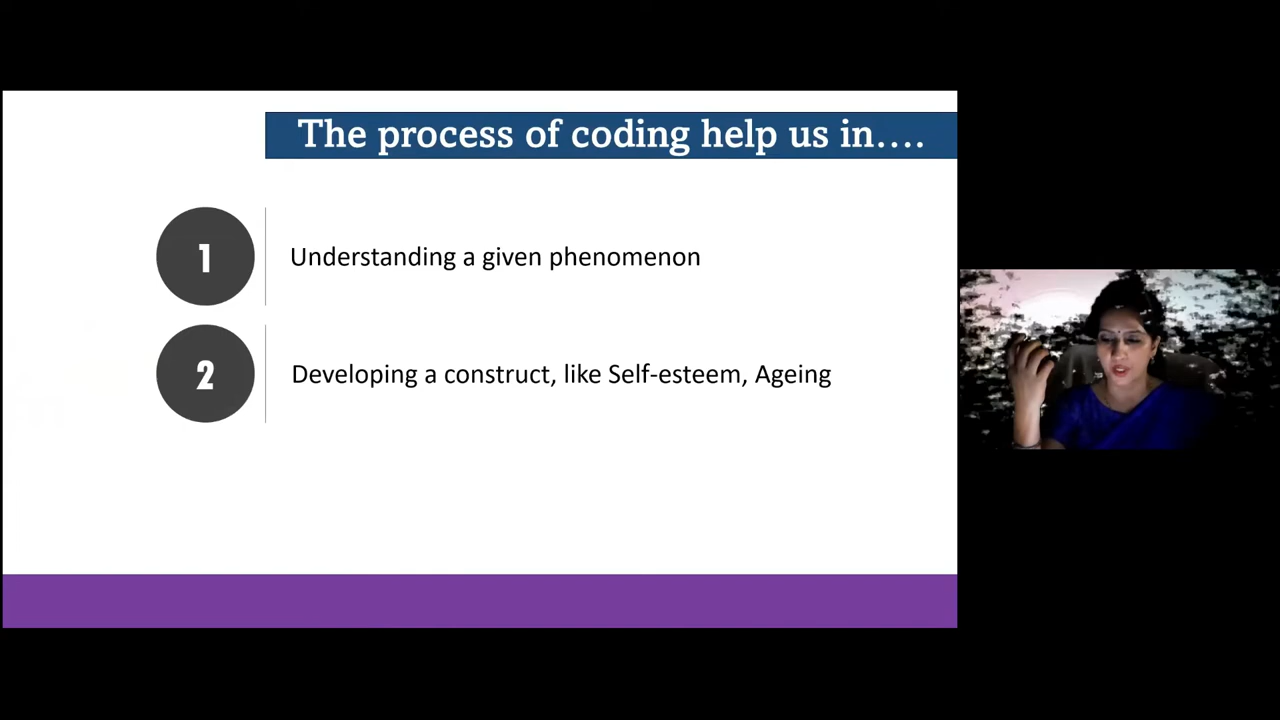 The process of coding help us in....
1
Understanding a given phenomenon
2
Developing a construct, like Self-esteem, Ageing